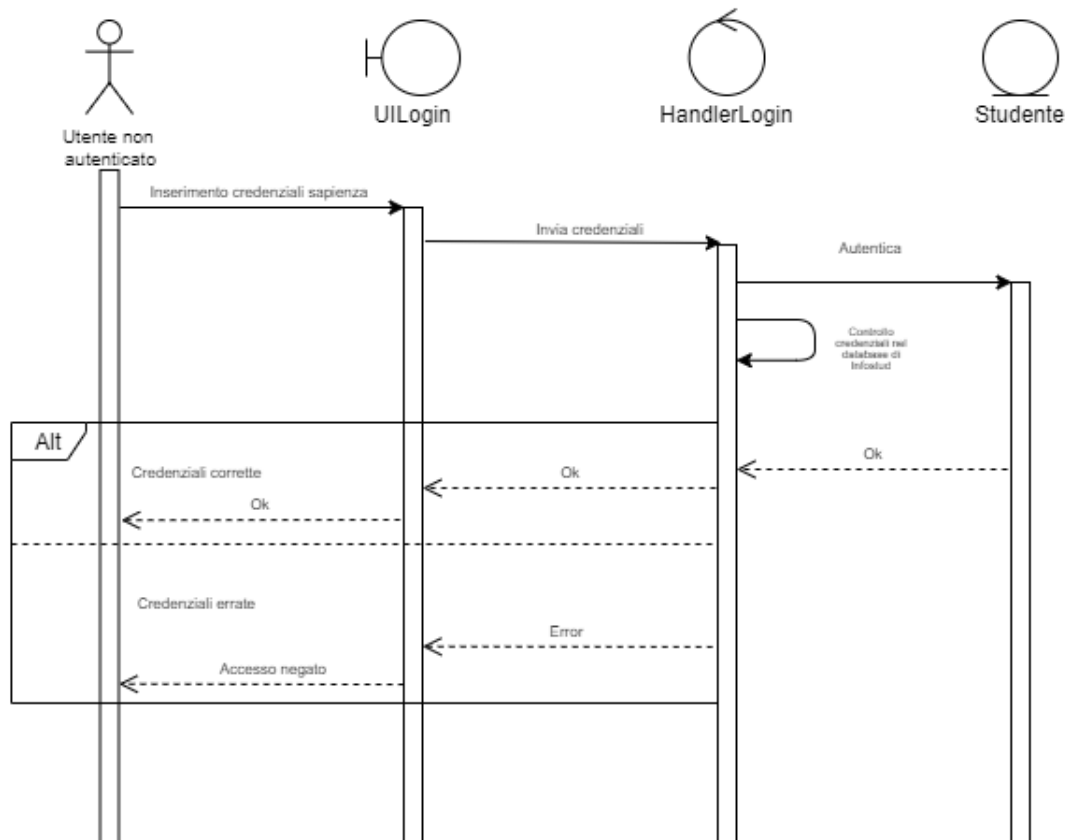 UILogin
HandlerLogin
Studente
Utente non
autenticato
Inserimento credenziali sapienza
Invia credenziali
Autentica
Controllo
credenziali nel
database di
Infostud
Alt
Credenziali corrette
Ok
Ok
Ok
Credenziali errate
Error
Accesso negato